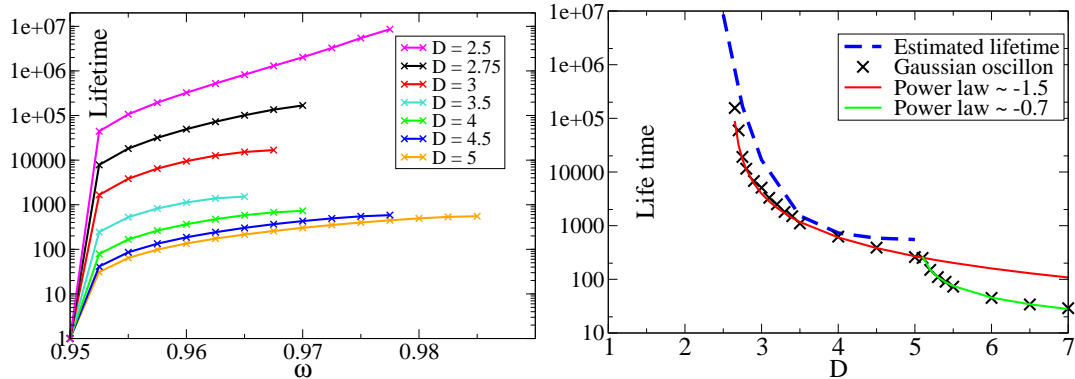 1e+07
1e+06
1e+05
10000
1000
100
10
1
Lifetime
D = 2.5
D = 2.75
D = 3
D = 3.5
D = 4
D = 4.5
D = 5
0.95
0.96
0.97
0.98
ω
1e+07
1e+06
1e+05
10000
1000
100
10
Life time
Estimated lifetime
Gaussian oscillon
Power law ~ -1.5
Power law ~ -0.7
1
2
3
4
5
6
7
D